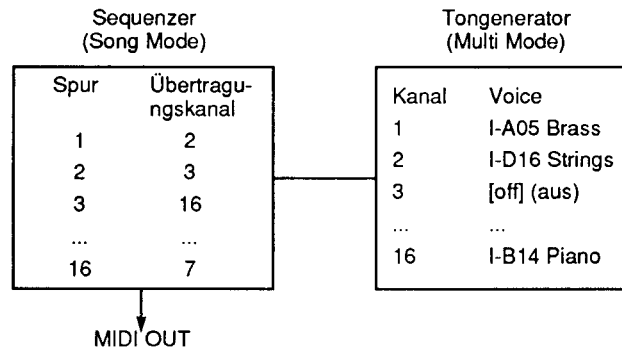 Sequenzer
(Song Mode)
Spur Übertragu-
ngskanal
1 2
2 3
3 16
... ...
16 7
MIDI OUT
Tongenerator
(Multi Mode)
Kanal Voice
1 I-A05 Brass
2 I-D16 Strings
3 [off] (aus)
... ...
16 I-B14 Piano